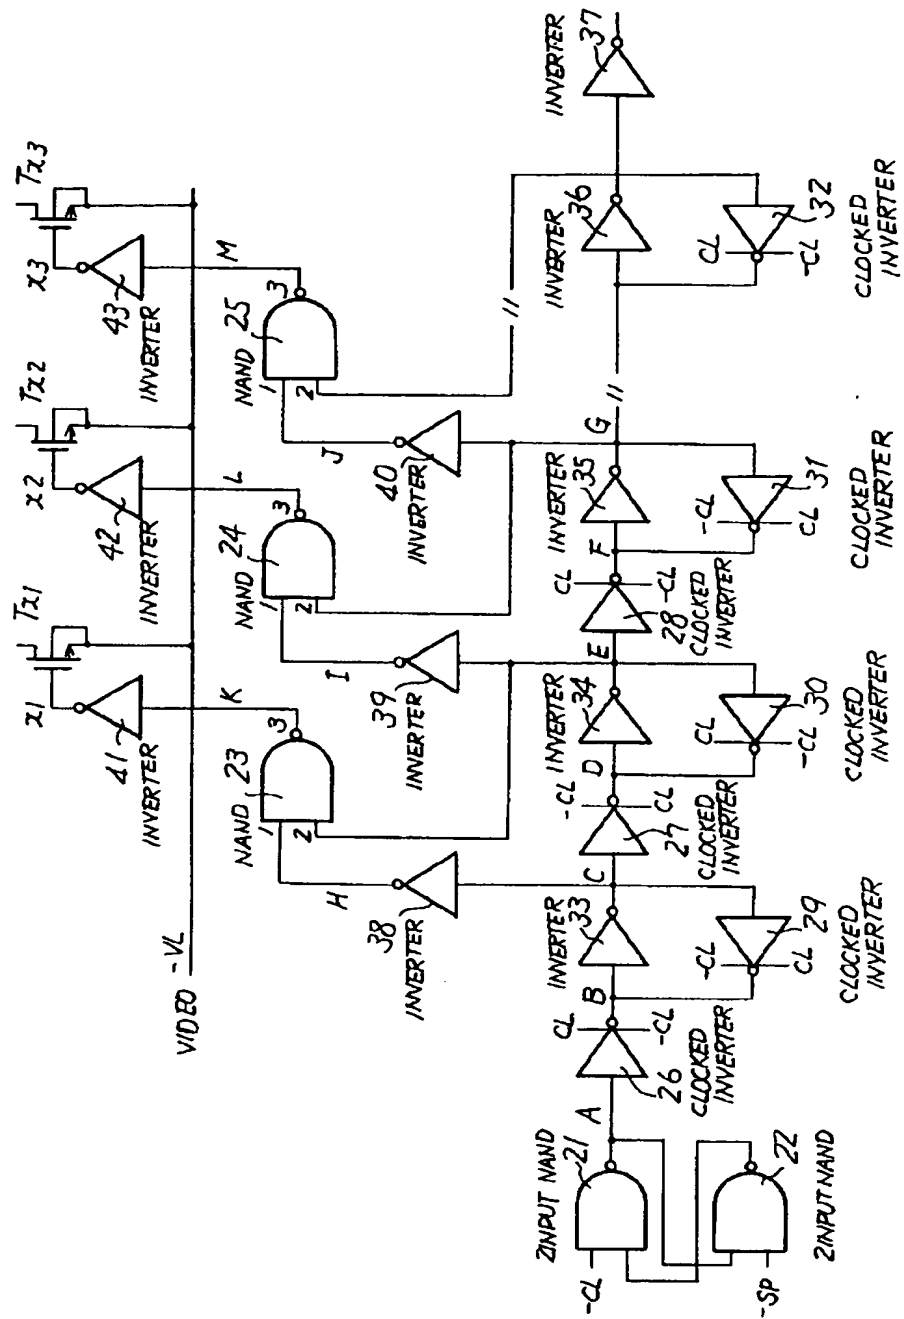 x1
Tx1
x2
Tx2
x3
Tx3
41
INVERTER
42
INVERTER
43
INVERTER
VIDEO
-VL
K
L
M
NAND
23
1
2
3
NAND
24
1
2
3
NAND
25
1
2
3
H
I
J
38
INVERTER
39
INVERTER
40
INVERTER
2INPUT NAND
21
-CL
A
CL
-CL
26
CLOCKED
INVERTER
B
INVERTER
33
C
-CL
CL
27
CLOCKED
INVERTER
D
INVERTER
34
E
CL
-CL
28
CLOCKED
INVERTER
F
INVERTER
35
G
INVERTER
36
INVERTER
37
-SP
22
2INPUT NAND
-CL
CL
29
CLOCKED
INVERTER
CL
-CL
30
CLOCKED
INVERTER
-CL
CL
31
CLOCKED
INVERTER
CL
-CL
32
CLOCKED
INVERTER